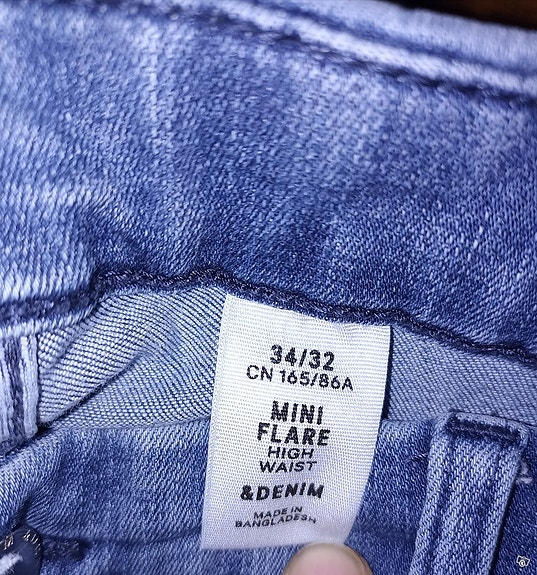 34/32
CN 165/86A
MINI
FLARE
HIGH
WAIST
&DENIM
MADE IN
BANGLADESH